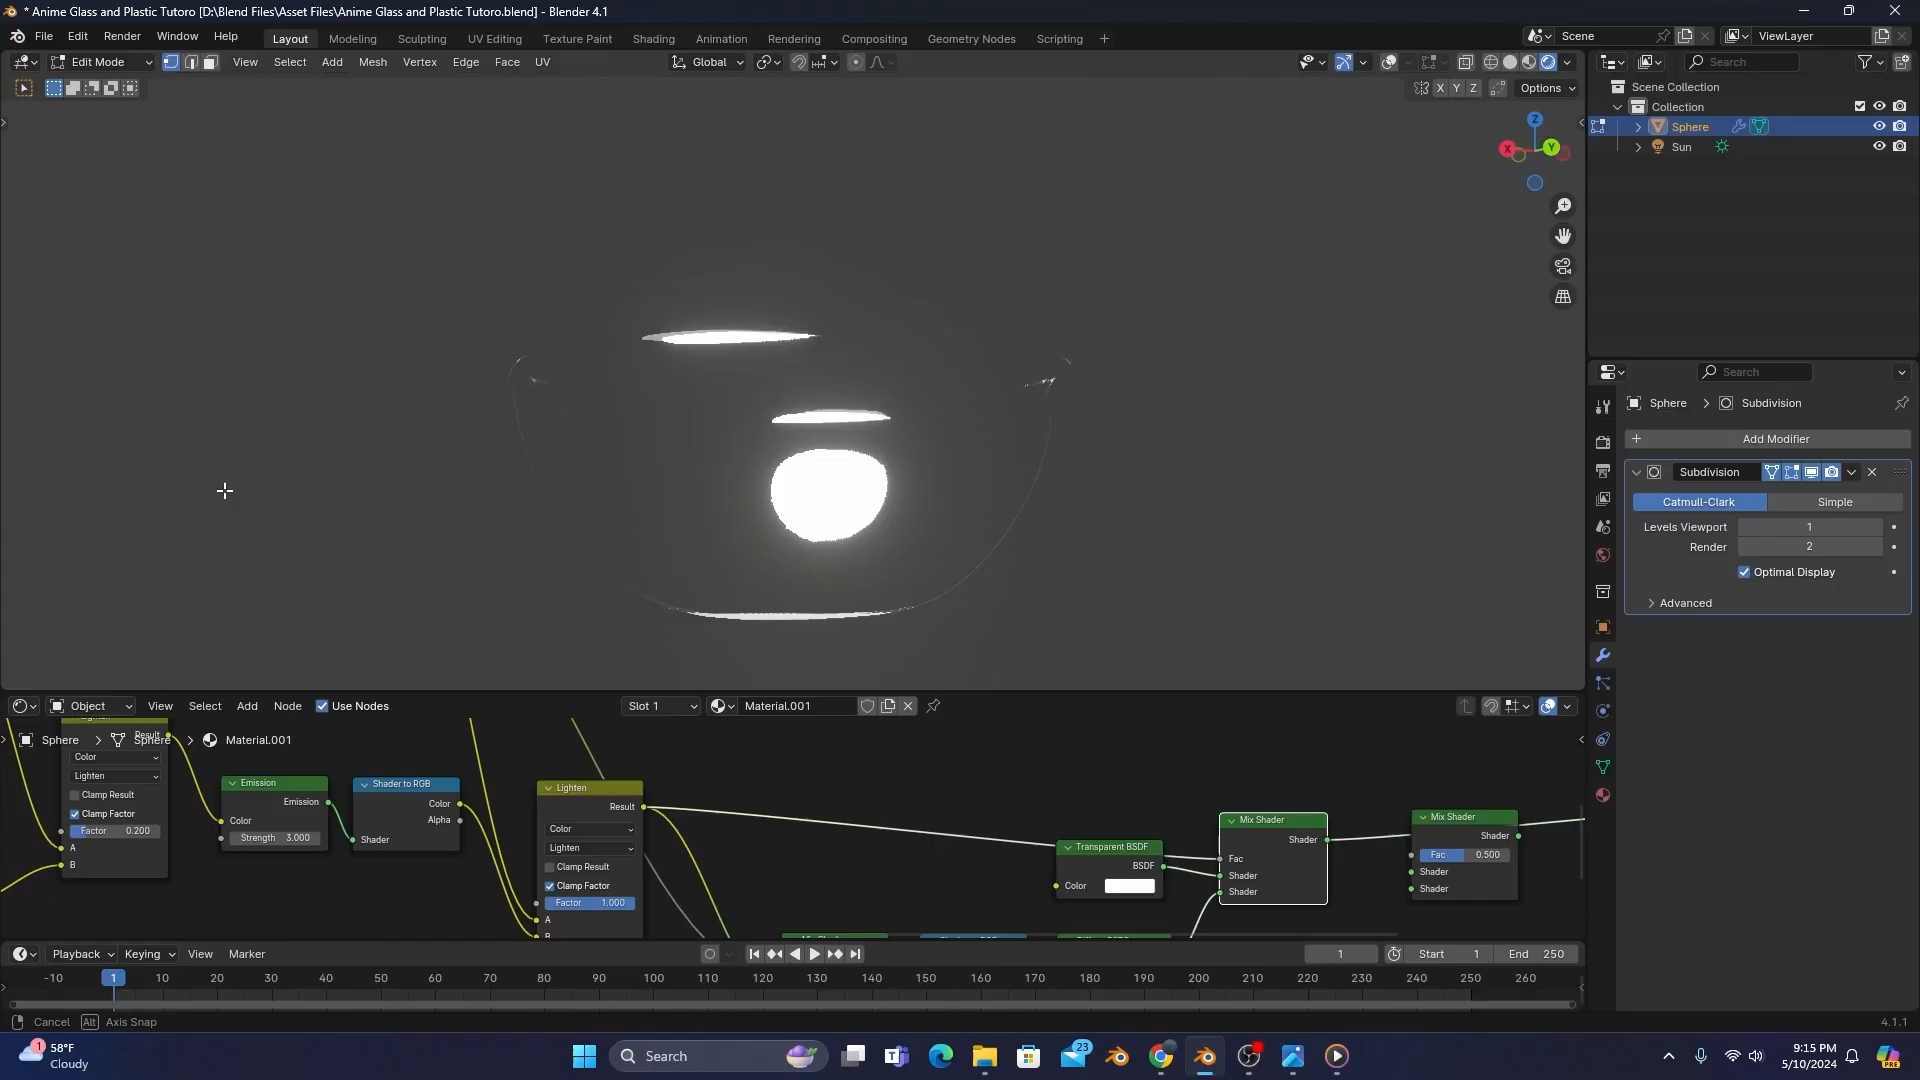 * Anime Glass and Plastic Tutoro [D:\Blend Files\Asset Files\Anime Glass and Plastic Tutoro.blend] - Blender 4.1
File Edit Render Window Help Layout Modeling Sculpting UV Editing Texture Paint Shading Animation Rendering Compositing Geometry Nodes Scripting + Scene ViewLayer
Edit Mode View Select Add Mesh Vertex Edge Face UV Global Search
X Y Z Options
Scene Collection
Collection
Sphere
Sun
Z
X Y
Search
Sphere > Subdivision
+ Add Modifier
Subdivision
Catmull-Clark Simple
Levels Viewport 1
Render 2
Optimal Display
Advanced
Object View Select Add Node Use Nodes Slot 1 Material.001
Sphere > Sphere > Material.001
Result
Color
Lighten
Clamp Result
Clamp Factor
Factor 0.200
A
B
Emission
Emission
Color
Strength 3.000
Shader to RGB
Color
Alpha
Shader
Lighten
Result
Color
Lighten
Clamp Result
Clamp Factor
Factor 1.000
A
B
Transparent BSDF
BSDF
Color
Mix Shader
Shader
Fac
Shader
Shader
Mix Shader
Shader
Fac 0.500
Shader
Shader
Playback Keying View Marker 1 Start 1 End 250
-10 1 10 20 30 40 50 60 70 80 90 100 110 120 130 140 150 160 170 180 190 200 210 220 230 240 250 260
Cancel Alt Axis Snap 4.1.1
1 58°F
Cloudy
Search
23
9:15 PM
5/10/2024
PRE